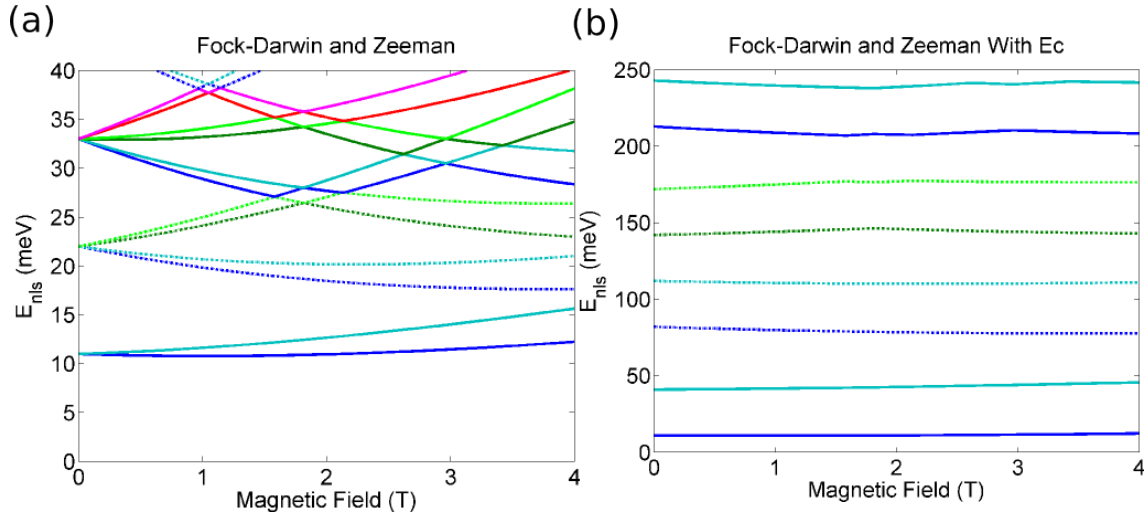 (a)
Fock-Darwin and Zeeman
40
35
30
25
20
15
10
5
0
E_nls (meV)
0 1 2 3 4
Magnetic Field (T)
(b)
Fock-Darwin and Zeeman With Ec
250
200
150
100
50
0
E_nls (meV)
0 1 2 3 4
Magnetic Field (T)